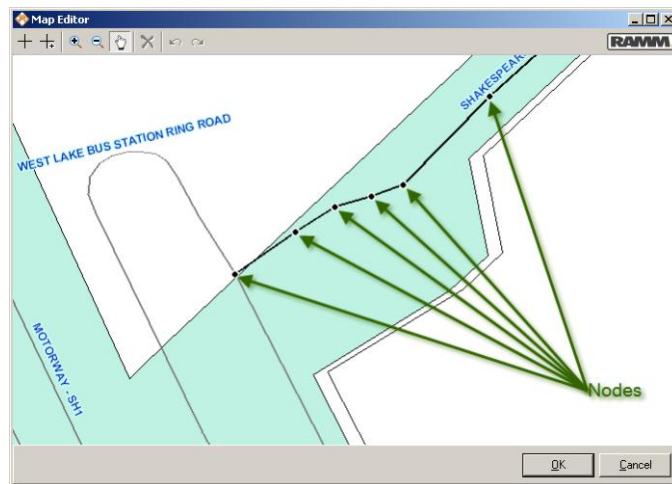 Map Editor
RAMM
SHAKESPEAR
WEST LAKE BUS STATION RING ROAD
MOTORWAY - SH1
Nodes
OK
Cancel